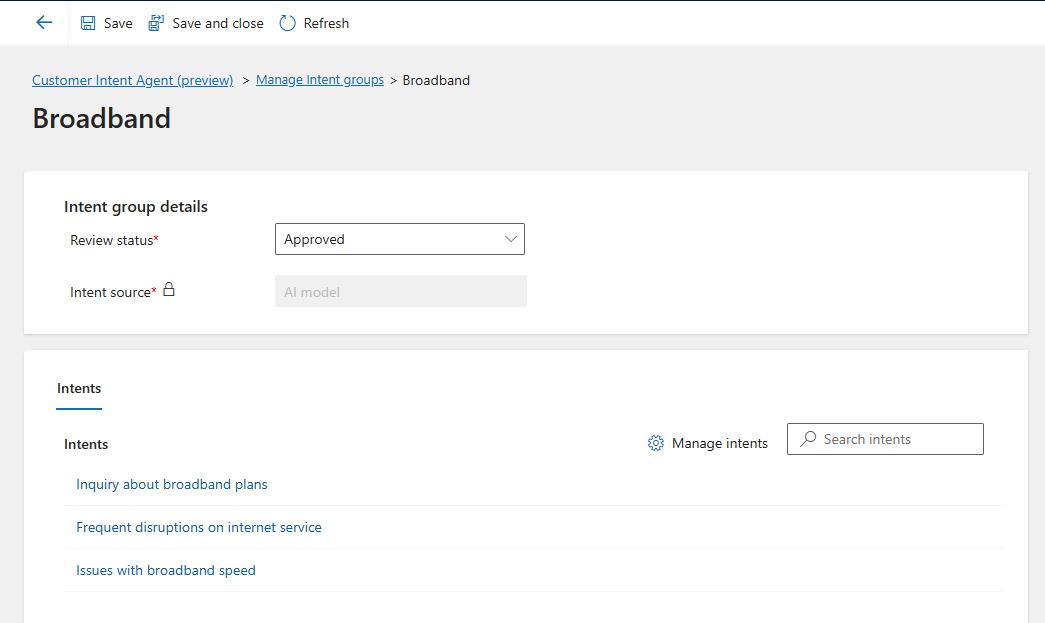 Save Save and close Refresh
Customer Intent Agent (preview) > Manage Intent groups > Broadband
Broadband
Intent group details
Review status* Approved
Intent source* AI model
Intents
Intents Manage intents Search intents
Inquiry about broadband plans
Frequent disruptions on internet service
Issues with broadband speed